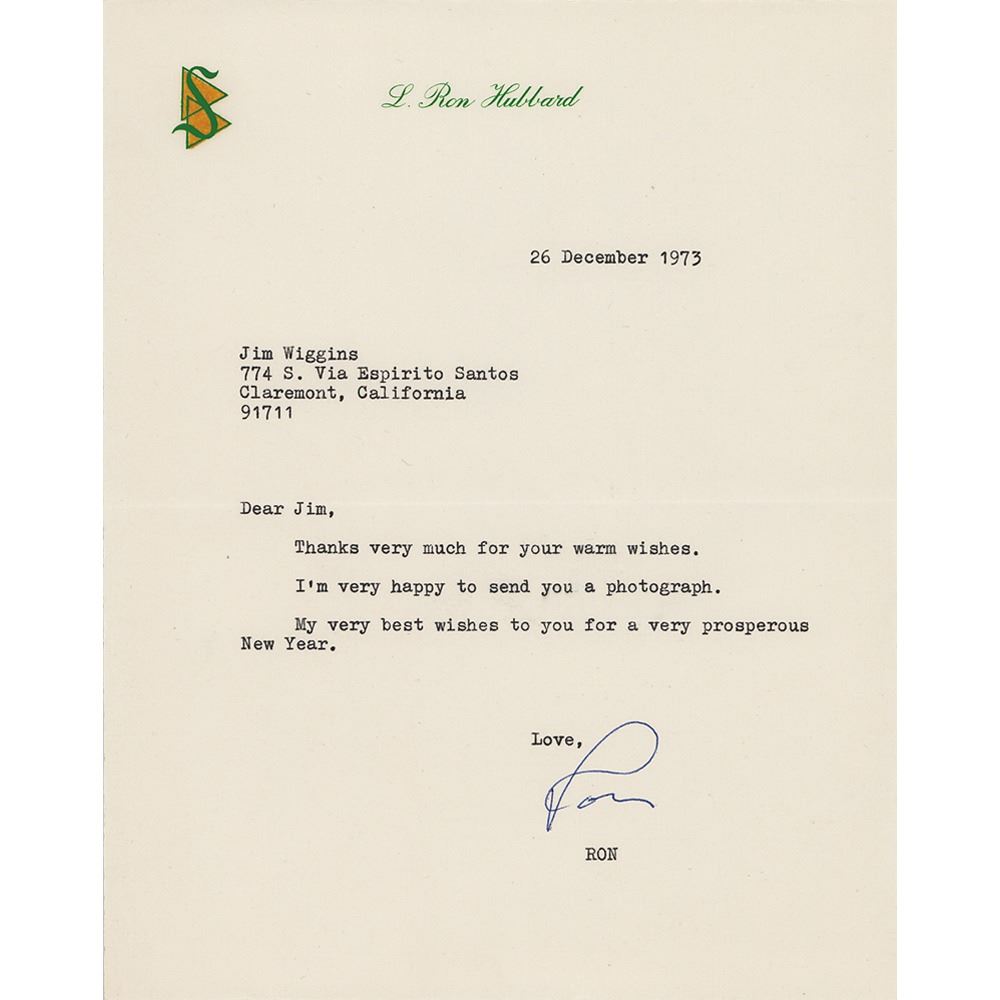 S
L. Ron Hubbard
26 December 1973
Jim Wiggins
774 S. Via Espirito Santos
Claremont, California
91711
Dear Jim,
Thanks very much for your warm wishes.
I'm very happy to send you a photograph.
My very best wishes to you for a very prosperous
New Year.
Love,
Ron
RON